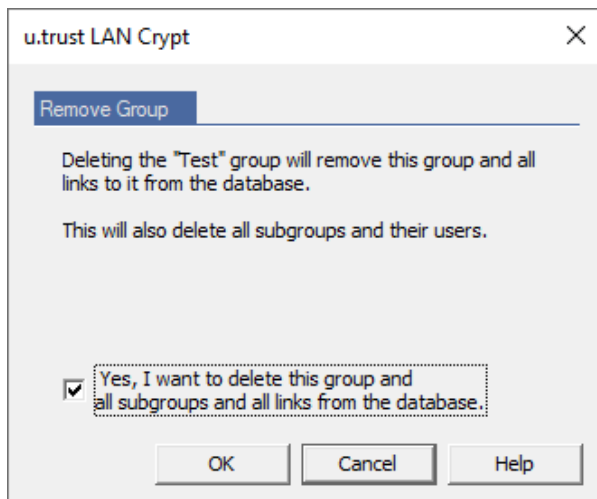 u.trust LAN Crypt
Remove Group
Deleting the "Test" group will remove this group and all
links to it from the database.
This will also delete all subgroups and their users.
Yes, I want to delete this group and
all subgroups and all links from the database.
OK
Cancel
Help